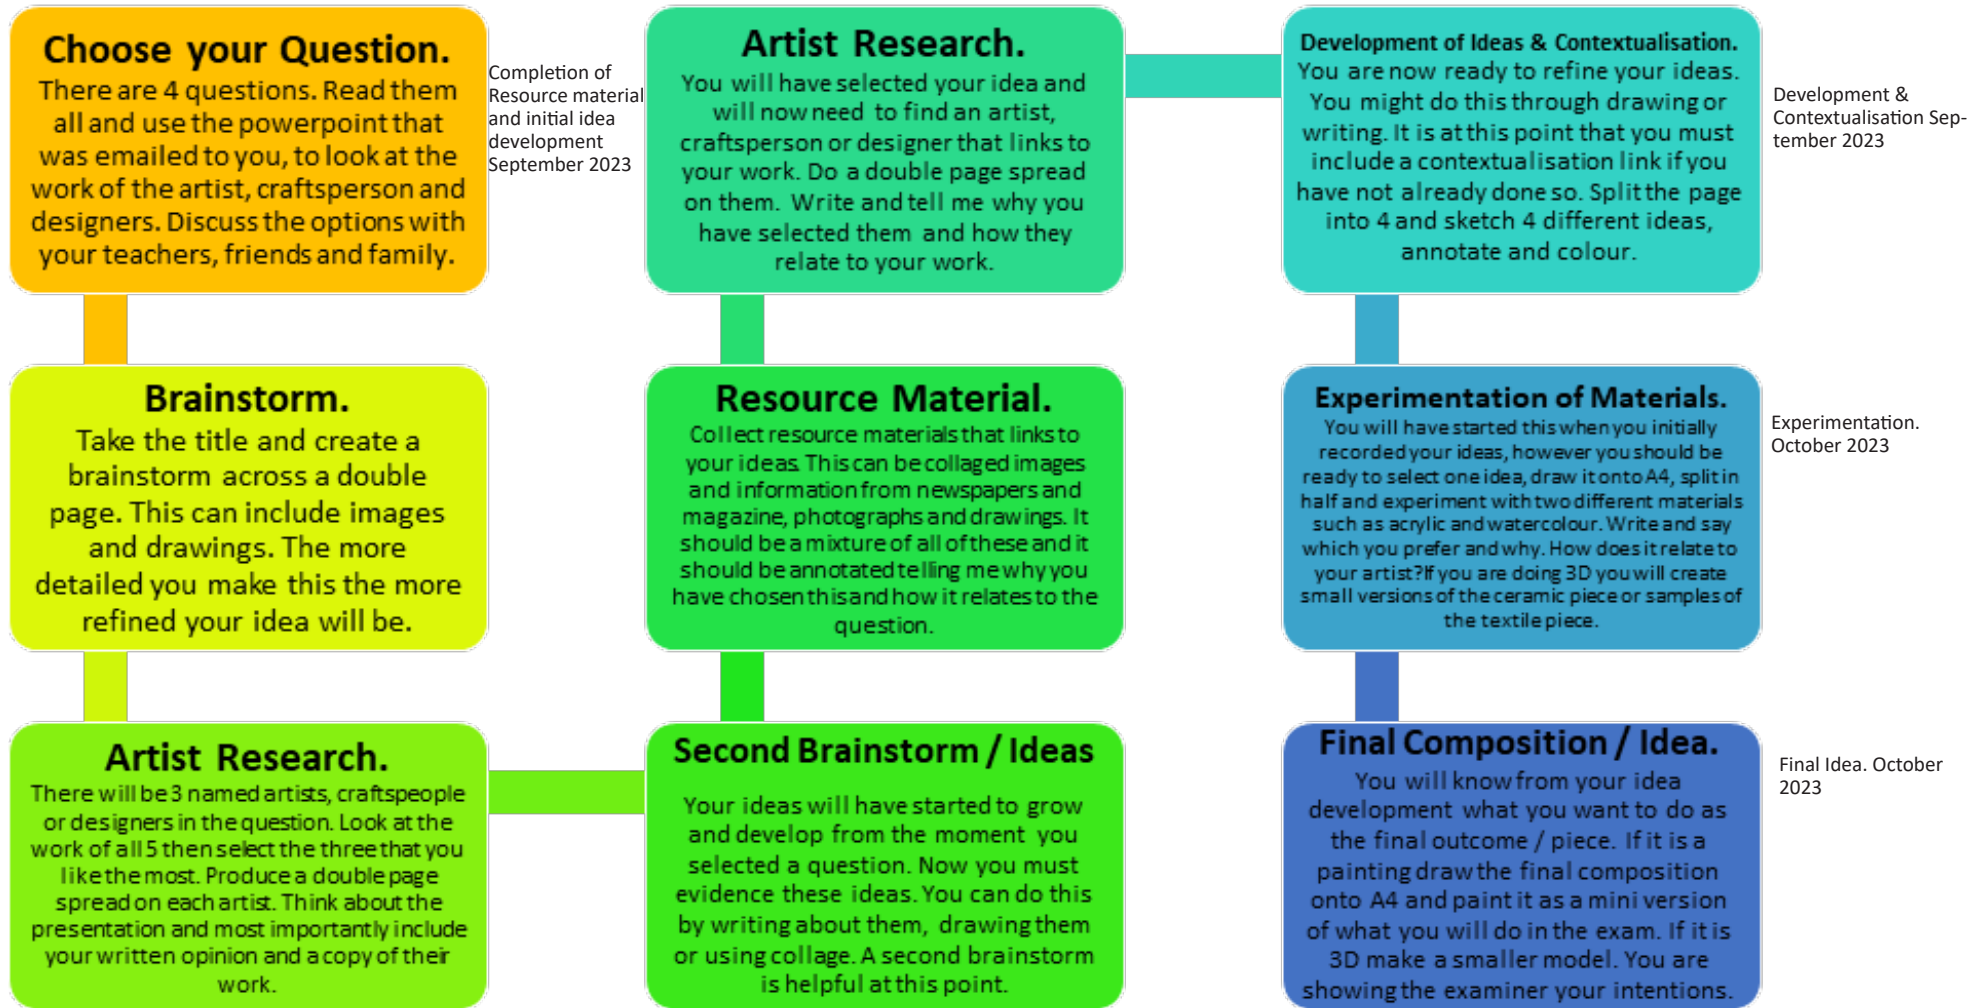 Choose your Question.
There are 4 questions. Read them
all and use the powerpoint that
was emailed to you, to look at the
work of the artist, craftsperson and
designers. Discuss the options with
your teachers, friends and family.
Completion of
Resource material
and initial idea
development
September 2023
Brainstorm.
Take the title and create a
brainstorm across a double
page. This can include images
and drawings. The more
detailed you make this the more
refined your idea will be.
Artist Research.
There will be 3 named artists, craftspeople
or designers in the question. Look at the
work of all 5 then select the three that you
like the most. Produce a double page
spread on each artist. Think about the
presentation and most importantly include
your written opinion and a copy of their
work.
Second Brainstorm / Ideas
Your ideas will have started to grow
and develop from the moment you
selected a question. Now you must
evidence these ideas. You can do this
by writing about them, drawing them
or using collage. A second brainstorm
is helpful at this point.
Resource Material.
Collect resource materials that links to
your ideas. This can be collaged images
and information from newspapers and
magazine, photographs and drawings. It
should be a mixture of all of these and it
should be annotated telling me why you
have chosen this and how it relates to the
question.
Artist Research.
You will have selected your idea and
will now need to find an artist,
craftsperson or designer that links to
your work. Do a double page spread
on them. Write and tell me why you
have selected them and how they
relate to your work.
Development of Ideas & Contextualisation.
You are now ready to refine your ideas.
You might do this through drawing or
writing. It is at this point that you must
include a contextualisation link if you
have not already done so. Split the page
into 4 and sketch 4 different ideas,
annotate and colour.
Development &
Contextualisation Sep-
tember 2023
Experimentation of Materials.
You will have started this when you initially
recorded your ideas, however you should be
ready to select one idea, draw it onto A4, split in
half and experiment with two different materials
such as acrylic and watercolour. Write and say
which you prefer and why. How does it relate to
your artist?If you are doing 3D you will create
small versions of the ceramic piece or samples of
the textile piece.
Experimentation.
October 2023
Final Composition / Idea.
You will know from your idea
development what you want to do as
the final outcome / piece. If it is a
painting draw the final composition
onto A4 and paint it as a mini version
of what you will do in the exam. If it is
3D make a smaller model. You are
showing the examiner your intentions.
Final Idea. October
2023